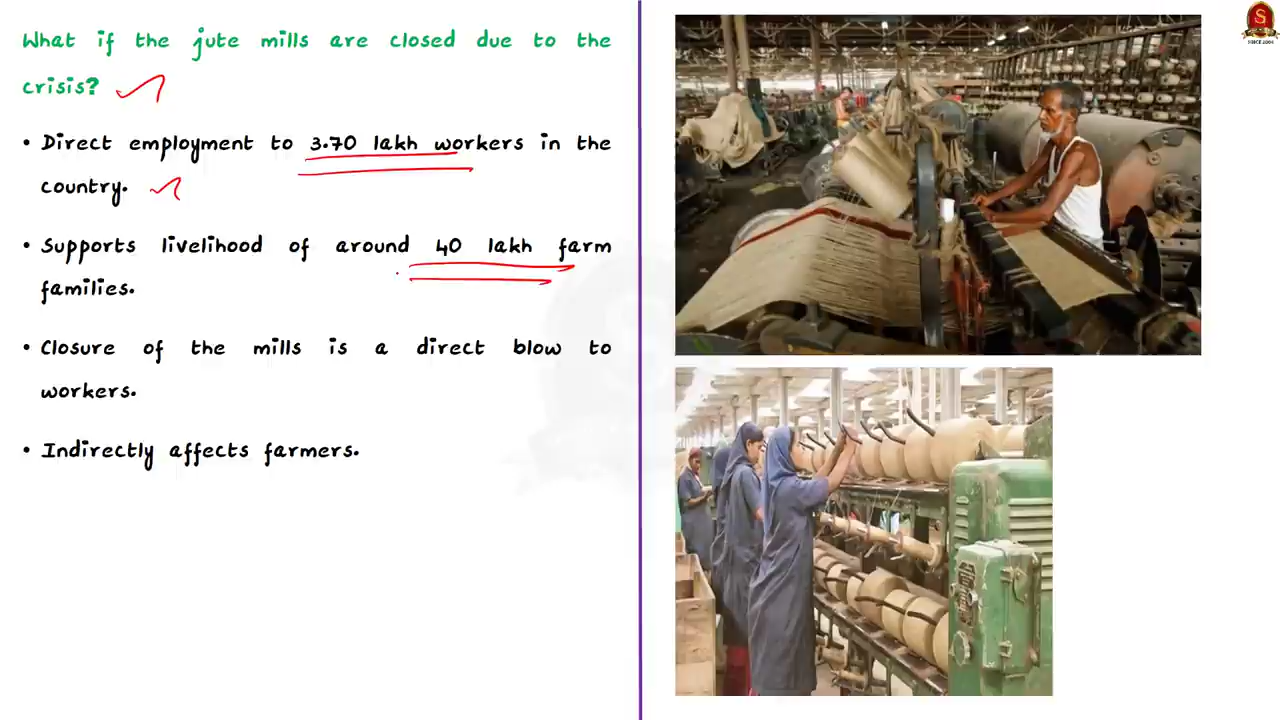 What if the jute mills are closed due to the
crisis?
• Direct employment to 3.70 lakh workers in the
country.
• Supports livelihood of around 40 lakh farm
families.
• Closure of the mills is a direct blow to
workers.
• Indirectly affects farmers.
S
SINCE 2004